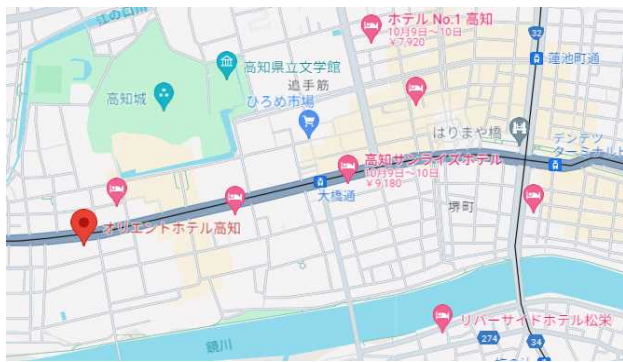 江の口川
ホテル No.1 高知
10月9日～10日
￥7,920
32
蓮池町通
高知県立文学館
追手筋
高知城
ひろめ市場
はりまや橋
デンテツ
ターミナルビ
高知サンライズホテル
10月9日～10日
￥9,180
大橋通
堺町
オリエントホテル高知
リバーサイドホテル松栄
鏡川
274
34